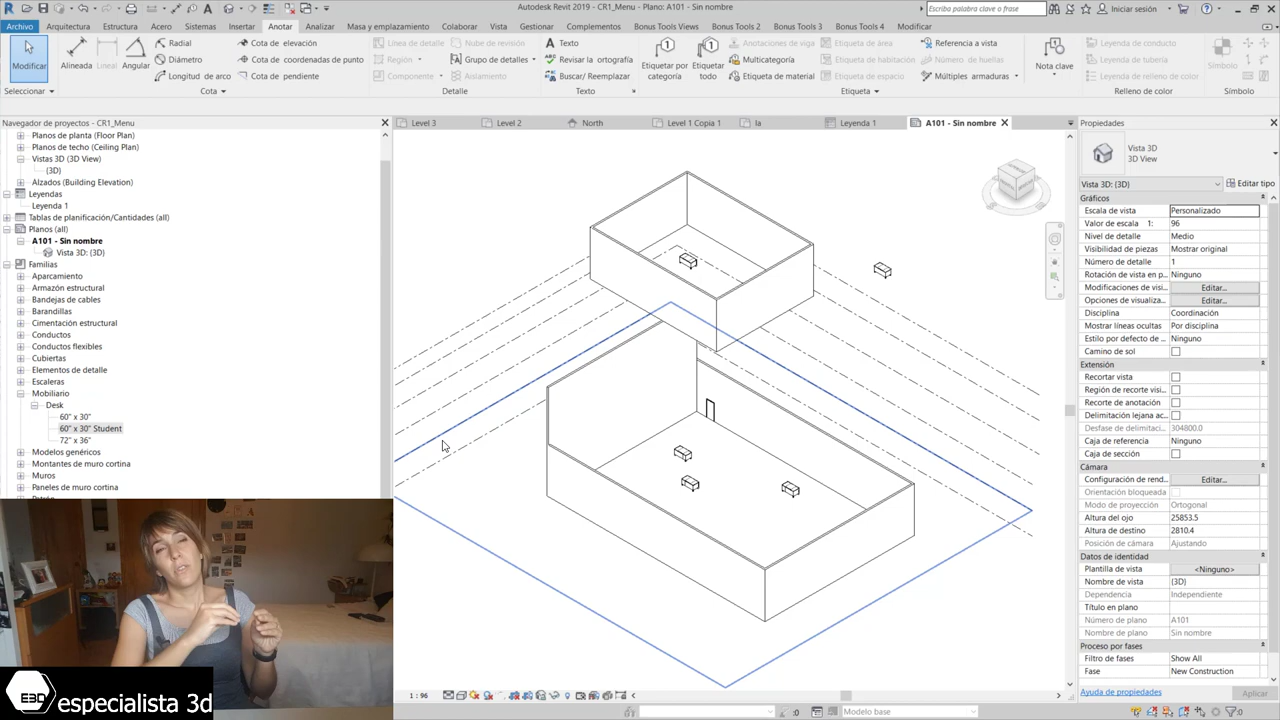 Autodesk Revit 2019 - CR1_Menu - Plano: A101 - Sin nombre
Escriba palabra clave o frase
Iniciar sesión
Archivo Arquitectura Estructura Acero Sistemas Insertar Anotar Analizar Masa y emplazamiento Colaborar Vista Gestionar Complementos Bonus Tools Views Bonus Tools 2 Bonus Tools 3 Bonus Tools 4 Modificar
Modificar
Seleccionar
Alineada Lineal Angular
Radial
Diámetro
Longitud de arco
Cota de elevación
Cota de coordenadas de punto
Cota de pendiente
Cota
Línea de detalle
Región
Componente
Nube de revisión
Grupo de detalles
Aislamiento
Detalle
Texto
Revisar la ortografía
Buscar/ Reemplazar
Texto
Etiquetar por categoría
Etiquetar todo
Anotaciones de viga
Multicategoría
Etiqueta de material
Etiqueta de área
Etiqueta de habitación
Etiqueta de espacio
Referencia a vista
Número de huellas
Múltiples armaduras
Etiqueta
Nota clave
Leyenda de conducto
Leyenda de tubería
Leyenda de relleno de color
Relleno de color
Símbolo
Símbolo
Navegador de proyectos - CR1_Menu
Planos de planta (Floor Plan)
Planos de techo (Ceiling Plan)
Vistas 3D (3D View)
{3D}
Alzados (Building Elevation)
Leyendas
Leyenda 1
Tablas de planificación/Cantidades (all)
Planos (all)
A101 - Sin nombre
Vista 3D: {3D}
Familias
Aparcamiento
Armazón estructural
Bandejas de cables
Barandillas
Cimentación estructural
Conductos
Conductos flexibles
Cubiertas
Elementos de detalle
Escaleras
Mobiliario
Desk
60" x 30"
60" x 30" Student
72" x 36"
Modelos genéricos
Montantes de muro cortina
Muros
Paneles de muro cortina
Level 3 Level 2 North Level 1 Copia 1 la Leyenda 1 A101 - Sin nombre
Propiedades
Vista 3D
3D View
Vista 3D: {3D} Editar tipo
Gráficos
Escala de vista Personalizado
Valor de escala 1: 96
Nivel de detalle Medio
Visibilidad de piezas Mostrar original
Número de detalle 1
Rotación de vista en p... Ninguno
Modificaciones de visi... Editar...
Opciones de visualiza... Editar...
Disciplina Coordinación
Mostrar líneas ocultas Por disciplina
Estilo por defecto de ... Ninguno
Camino de sol
Extensión
Recortar vista
Región de recorte visi...
Recorte de anotación
Delimitación lejana ac...
Desfase de delimitaci... 304800.0
Caja de referencia Ninguno
Caja de sección
Cámara
Configuración de rend... Editar...
Orientación bloqueada
Modo de proyección Ortogonal
Altura del ojo 25853.5
Altura de destino 2810.4
Posición de cámara Ajustando
Datos de identidad
Plantilla de vista <Ninguno>
Nombre de vista {3D}
Dependencia Independiente
Título en plano
Número de plano A101
Nombre de plano Sin nombre
Proceso por fases
Filtro de fases Show All
Fase New Construction
Ayuda de propiedades Aplicar
1 : 96
:0 Modelo base :0
E3D especialista 3d